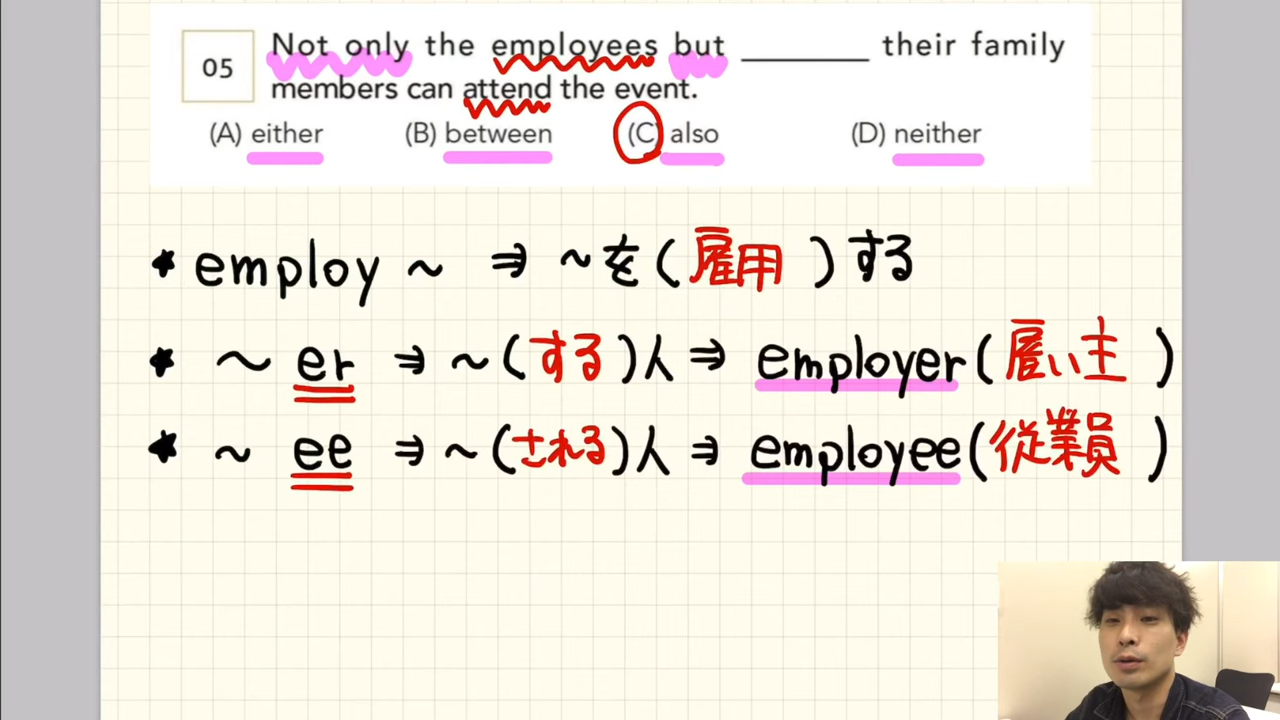 05
Not only the employees but ________ their family
members can attend the event.
(A) either (B) between (C) also (D) neither
* employ ~ ⇒ ~を(雇用)する
* ~er ⇒ ~(する)人 ⇒ employer(雇い主)
* ~ee ⇒ ~(される)人 ⇒ employee(従業員)